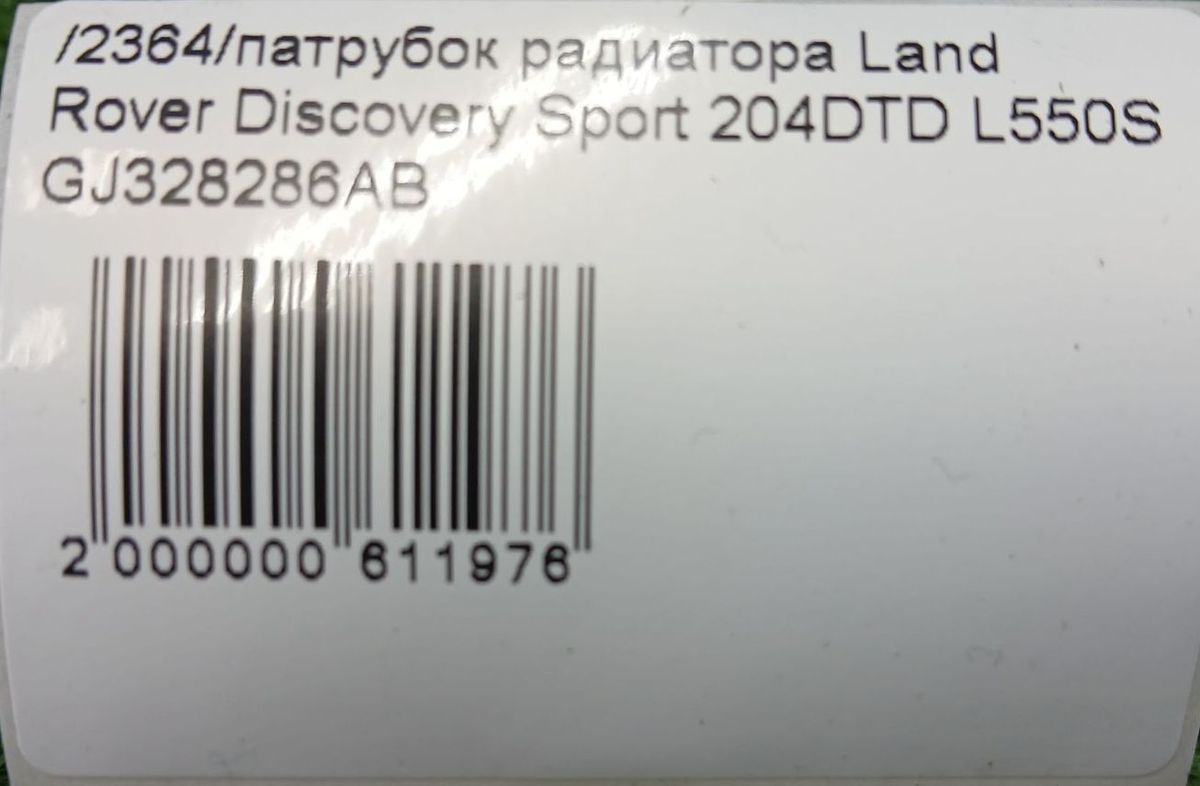 /2364/патрубок радиатора Land
Rover Discovery Sport 204DTD L550S
GJ328286AB
2 000000 611976